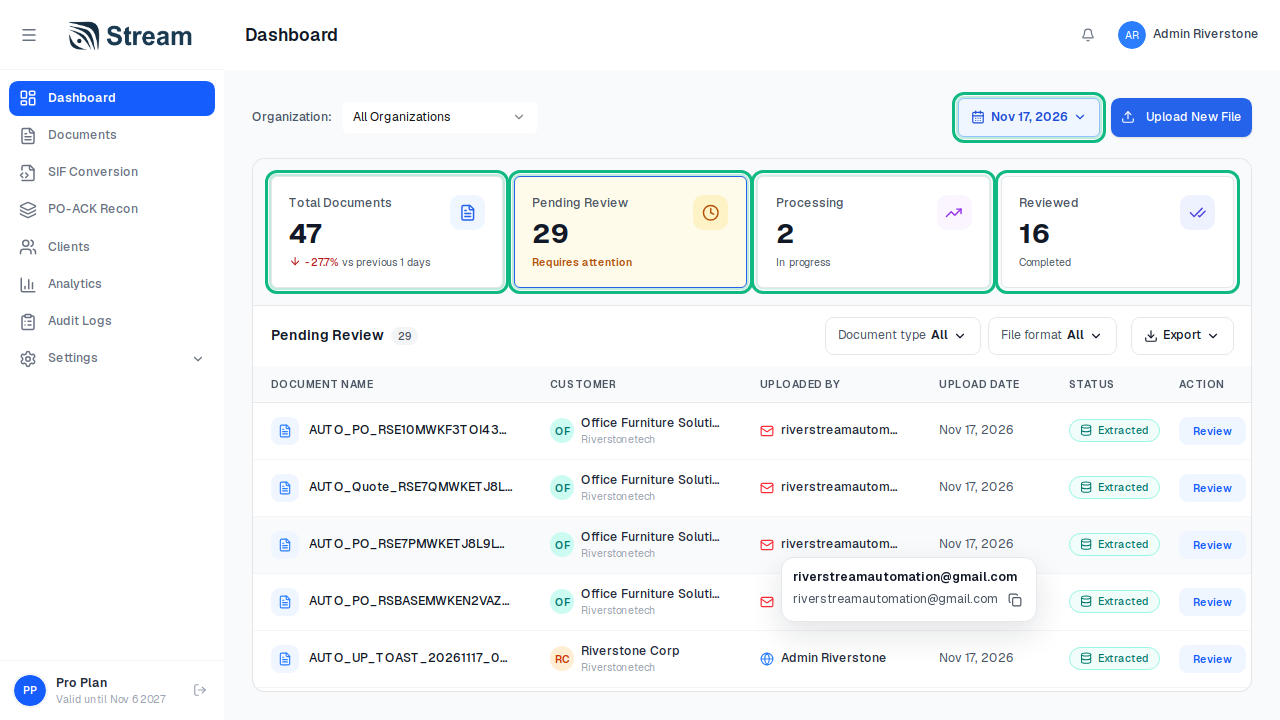 Stream
Dashboard
AR
Admin Riverstone
Dashboard
Documents
SIF Conversion
PO-ACK Recon
Clients
Analytics
Audit Logs
Settings
PP
Pro Plan
Valid until Nov 6 2027
Organization:
All Organizations
Nov 17, 2026
Upload New File
Total Documents
47
-27.7% vs previous 1 days
Pending Review
29
Requires attention
Processing
2
In progress
Reviewed
16
Completed
Pending Review 29
Document type All
File format All
Export
DOCUMENT NAME CUSTOMER UPLOADED BY UPLOAD DATE STATUS ACTION
AUTO_PO_RSE10MWKF3TOI43... OF Office Furniture Soluti... riverstreamautom... Nov 17, 2026 Extracted Review
Riverstonetech
AUTO_Quote_RSE7QMWKETJ8L... OF Office Furniture Soluti... riverstreamautom... Nov 17, 2026 Extracted Review
Riverstonetech
AUTO_PO_RSE7PMWKETJ8L9L... OF Office Furniture Soluti... riverstreamautom... Nov 17, 2026 Extracted Review
Riverstonetech
riverstreamautomation@gmail.com
riverstreamautomation@gmail.com
AUTO_PO_RSBASEMWKEN2VAZ... OF Office Furniture Soluti... Extracted Review
Riverstonetech
AUTO_UP_TOAST_20261117_0... RC Riverstone Corp Admin Riverstone Nov 17, 2026 Extracted Review
Riverstonetech